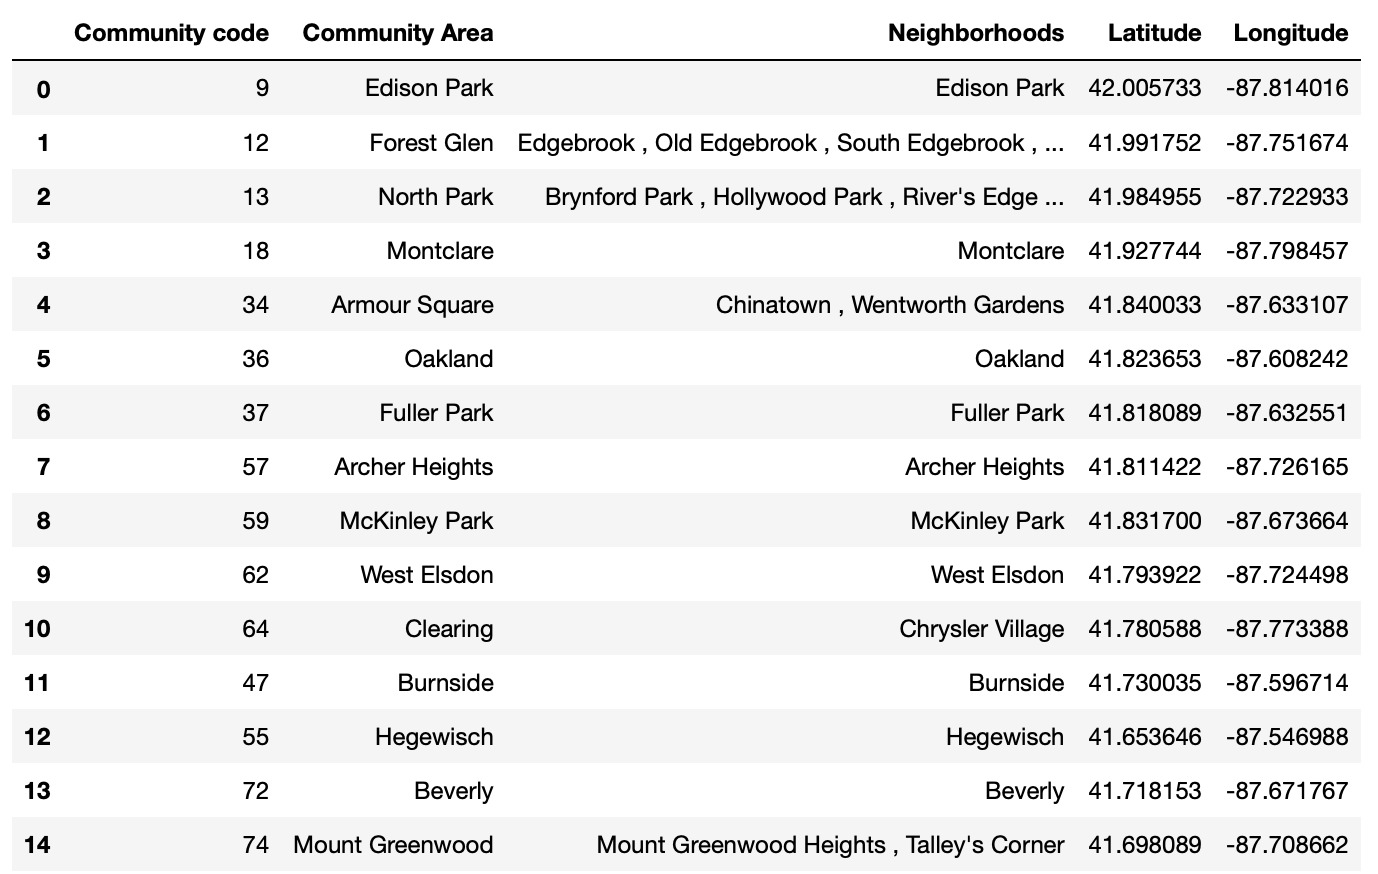 Community code Community Area Neighborhoods Latitude Longitude
0 9 Edison Park Edison Park 42.005733 -87.814016
1 12 Forest Glen Edgebrook , Old Edgebrook , South Edgebrook , ... 41.991752 -87.751674
2 13 North Park Brynford Park , Hollywood Park , River's Edge ... 41.984955 -87.722933
3 18 Montclare Montclare 41.927744 -87.798457
4 34 Armour Square Chinatown , Wentworth Gardens 41.840033 -87.633107
5 36 Oakland Oakland 41.823653 -87.608242
6 37 Fuller Park Fuller Park 41.818089 -87.632551
7 57 Archer Heights Archer Heights 41.811422 -87.726165
8 59 McKinley Park McKinley Park 41.831700 -87.673664
9 62 West Elsdon West Elsdon 41.793922 -87.724498
10 64 Clearing Chrysler Village 41.780588 -87.773388
11 47 Burnside Burnside 41.730035 -87.596714
12 55 Hegewisch Hegewisch 41.653646 -87.546988
13 72 Beverly Beverly 41.718153 -87.671767
14 74 Mount Greenwood Mount Greenwood Heights , Talley's Corner 41.698089 -87.708662